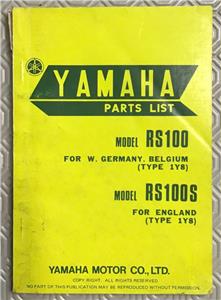 YAMAHA
PARTS LIST
MODEL RS100
FOR W. GERMANY. BELGIUM
(TYPE 1Y8)
MODEL RS100S
FOR ENGLAND
(TYPE 1Y8)
YAMAHA MOTOR CO., LTD.
COPY RIGHT. ALL RIGHTS RESERVED
NO PART OF THIS PUBLICATION MAY BE REPRODUCED WITHOUT PERMISSION.